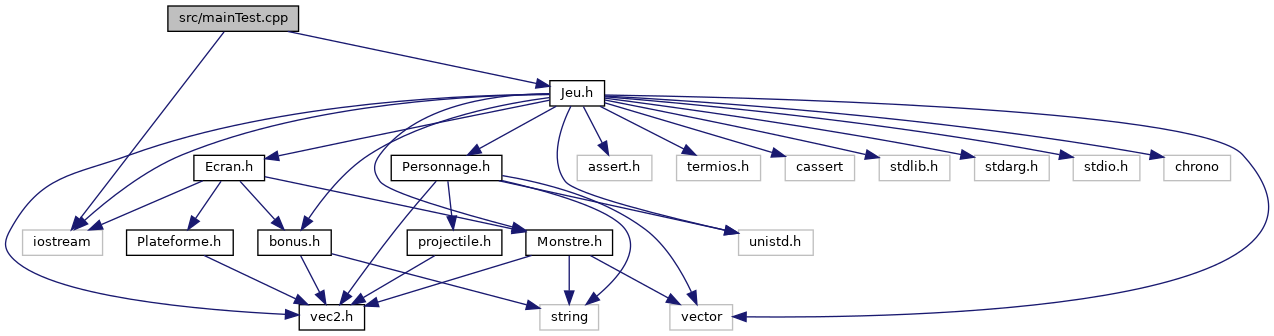 src/mainTest.cpp
Jeu.h
Ecran.h
Personnage.h
assert.h
termios.h
cassert
stdlib.h
stdarg.h
stdio.h
chrono
iostream
Plateforme.h
bonus.h
projectile.h
Monstre.h
unistd.h
vec2.h
string
vector